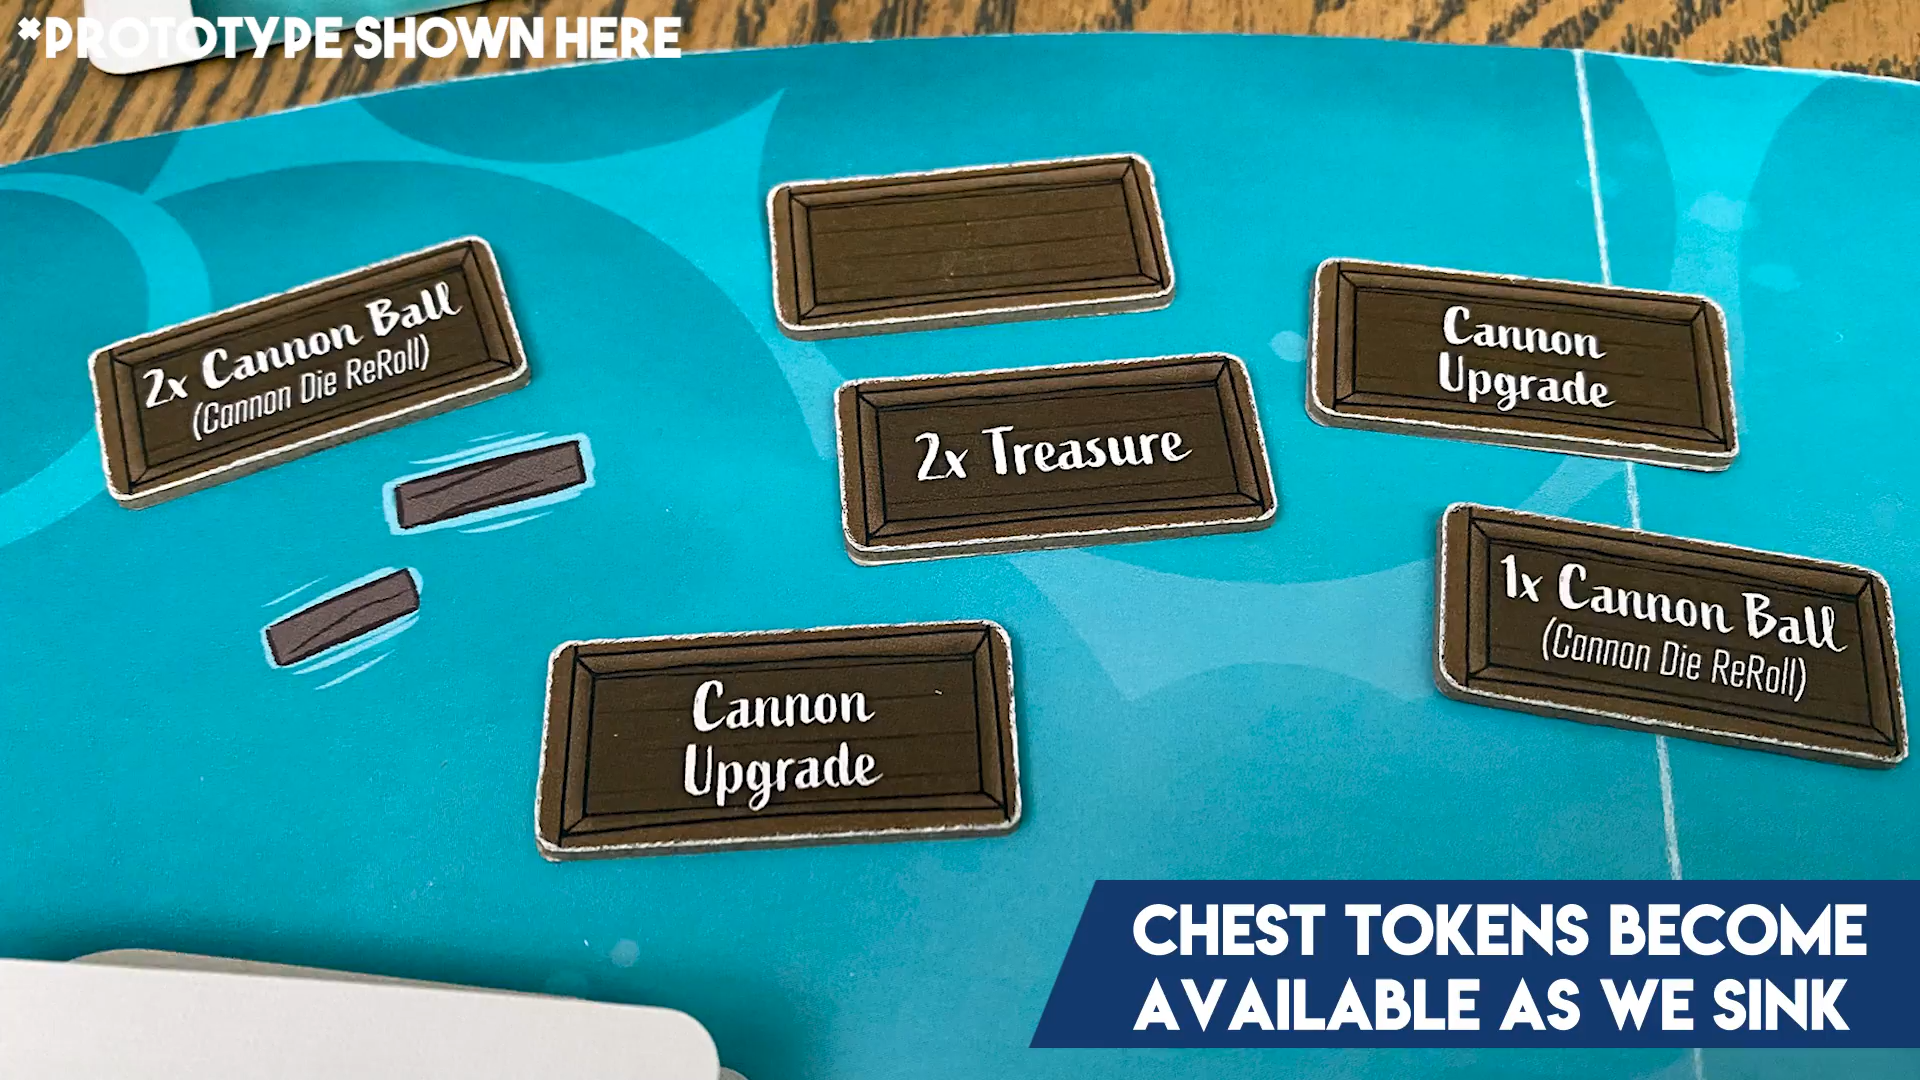 *PROTOTYPE SHOWN HERE
2x Cannon Ball
(Cannon Die ReRoll)
Cannon
Upgrade
2x Treasure
1x Cannon Ball
(Cannon Die ReRoll)
Cannon
Upgrade
CHEST TOKENS BECOME
AVAILABLE AS WE SINK